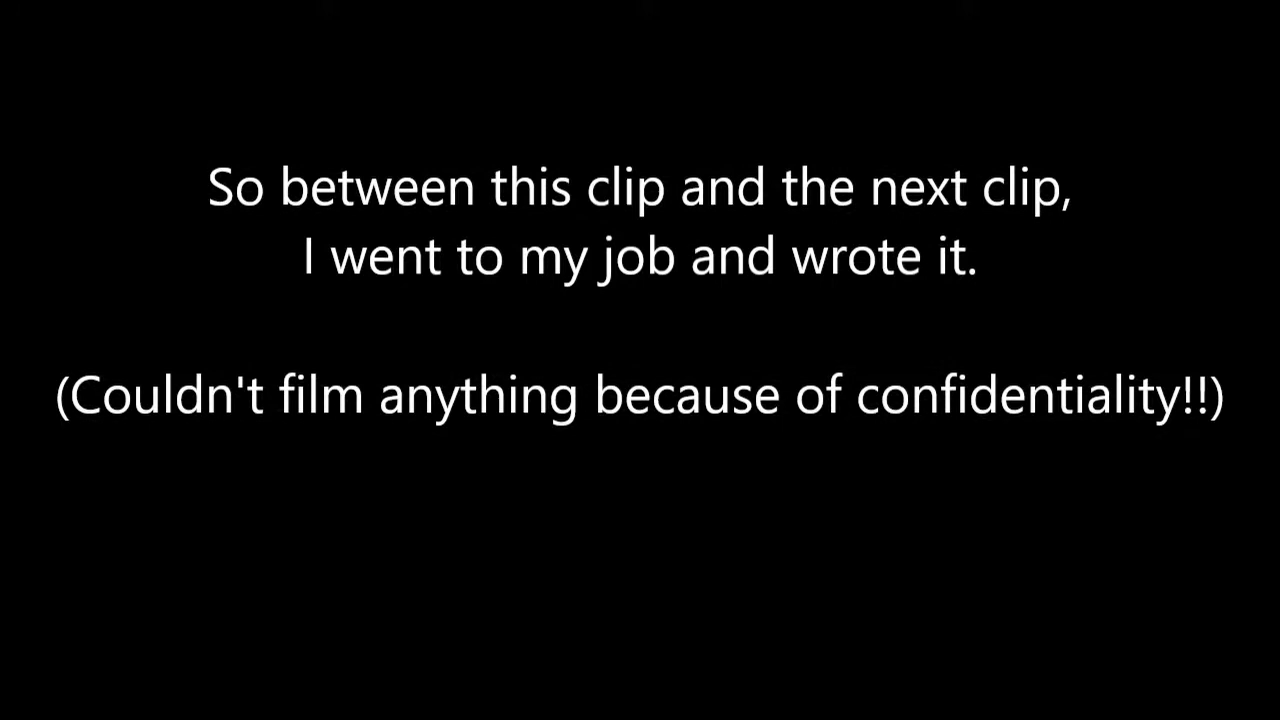 So between this clip and the next clip,
I went to my job and wrote it.
(Couldn't film anything because of confidentiality!!)